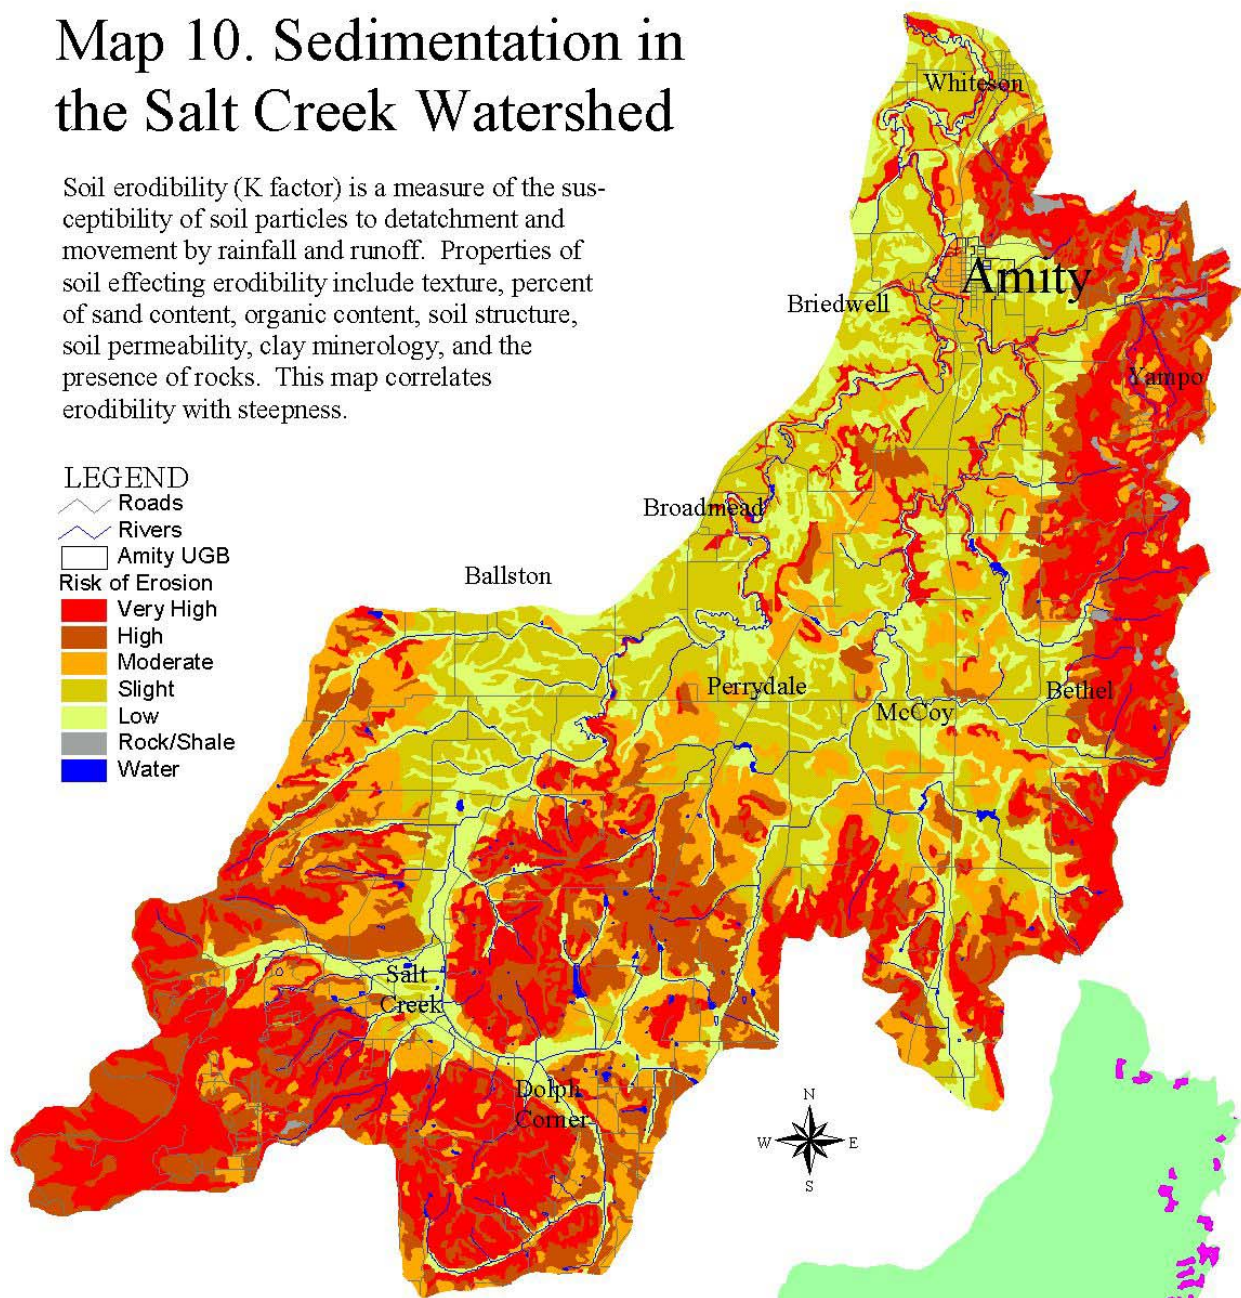 Map 10. Sedimentation in
the Salt Creek Watershed
Soil erodibility (K factor) is a measure of the sus-
ceptibility of soil particles to detatchment and
movement by rainfall and runoff. Properties of
soil effecting erodibility include texture, percent
of sand content, organic content, soil structure,
soil permeability, clay minerology, and the
presence of rocks. This map correlates
erodibility with steepness.
LEGEND
Roads
Rivers
Amity UGB
Risk of Erosion
Very High
High
Moderate
Slight
Low
Rock/Shale
Water
Whiteson
Amity
Briedwell
Yampo
Broadmead
Ballston
Perrydale
Bethel
McCoy
Salt
Creek
Dolph
Corner
N
W
E
S